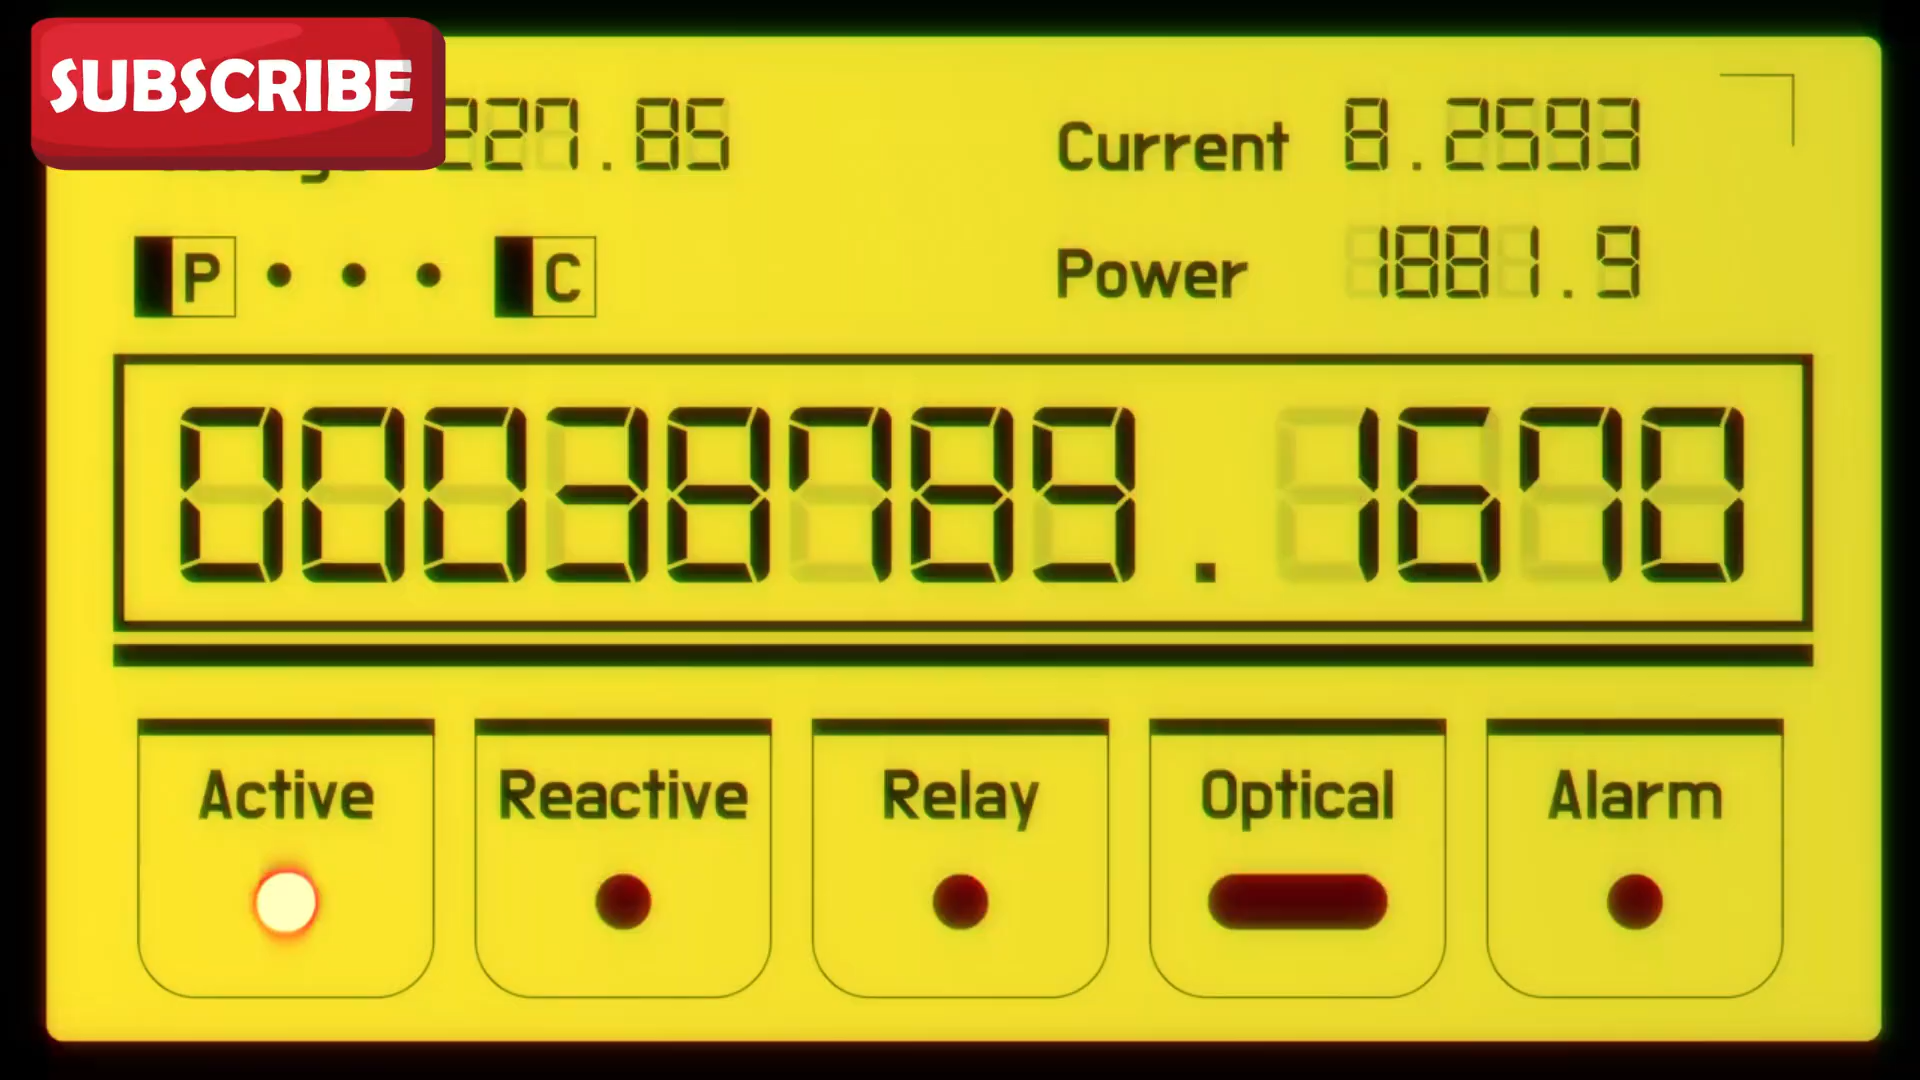 SUBSCRIBE
227.85
Current 8.2593
P C
Power 1881.9
00038789.1670
Active
Reactive
Relay
Optical
Alarm